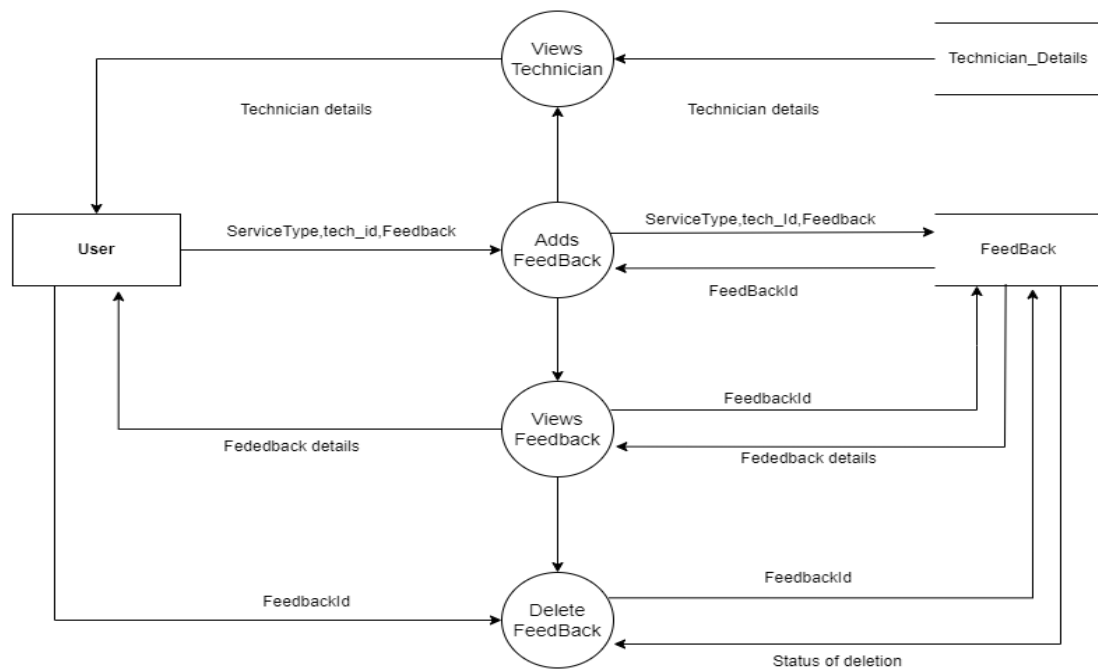 Views
Technician
Technician_Details
Technician details
Technician details
User
ServiceType,tech_id,Feedback
Adds
FeedBack
ServiceType,tech_Id,Feedback
FeedBack
FeedBackId
Views
Feedback
FeedbackId
Fededback details
Fededback details
FeedbackId
Delete
FeedBack
FeedbackId
Status of deletion